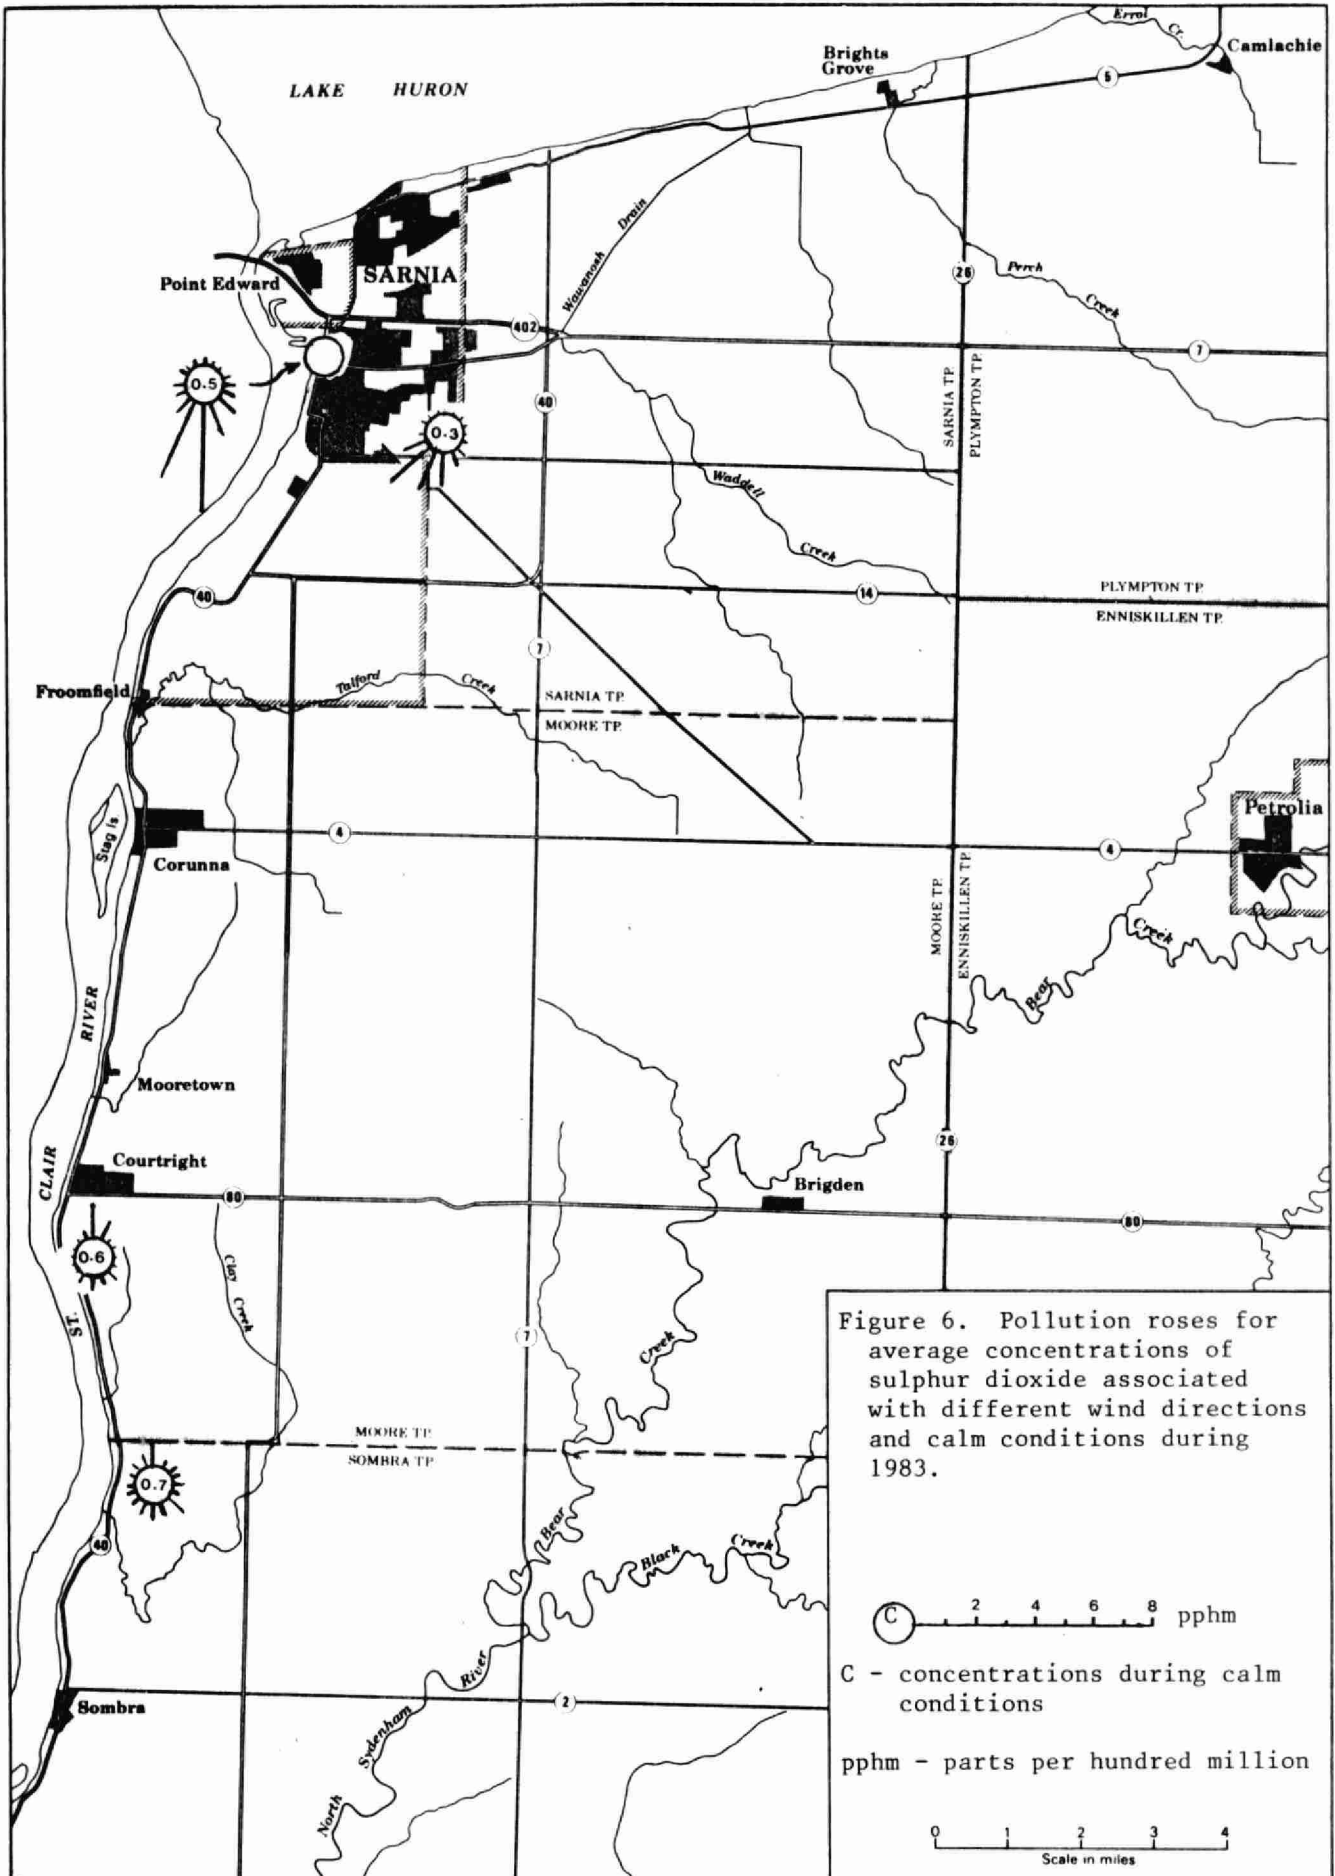 Errol
Cr.
Camlachie
Brights
Grove
5
LAKE HURON
Wawanosh Drain
Point Edward
SARNIA
26
Perch
Creek
402
7
0.5
40
SARNIA TP.
PLYMPTON TP.
0.3
Waddell
Creek
40
14
PLYMPTON TP.
ENNISKILLEN TP.
7
Froomfield
Talford Creek
SARNIA TP.
MOORE TP.
Petrolia
Stag Is.
4
4
Corunna
MOORE TP.
ENNISKILLEN TP.
Creek
Bear
RIVER
Mooretown
26
CLAIR
Courtright
80
Brigden
80
0.6
Clay
Creek
ST.
7
Creek
MOORE TP.
SOMBRA TP.
0.7
40
Bear
Black
Creek
River
Sombra
2
Sydenham
North
Figure 6. Pollution roses for
average concentrations of
sulphur dioxide associated
with different wind directions
and calm conditions during
1983.
C 2 4 6 8 pphm
C - concentrations during calm
conditions
pphm - parts per hundred million
0 1 2 3 4
Scale in miles